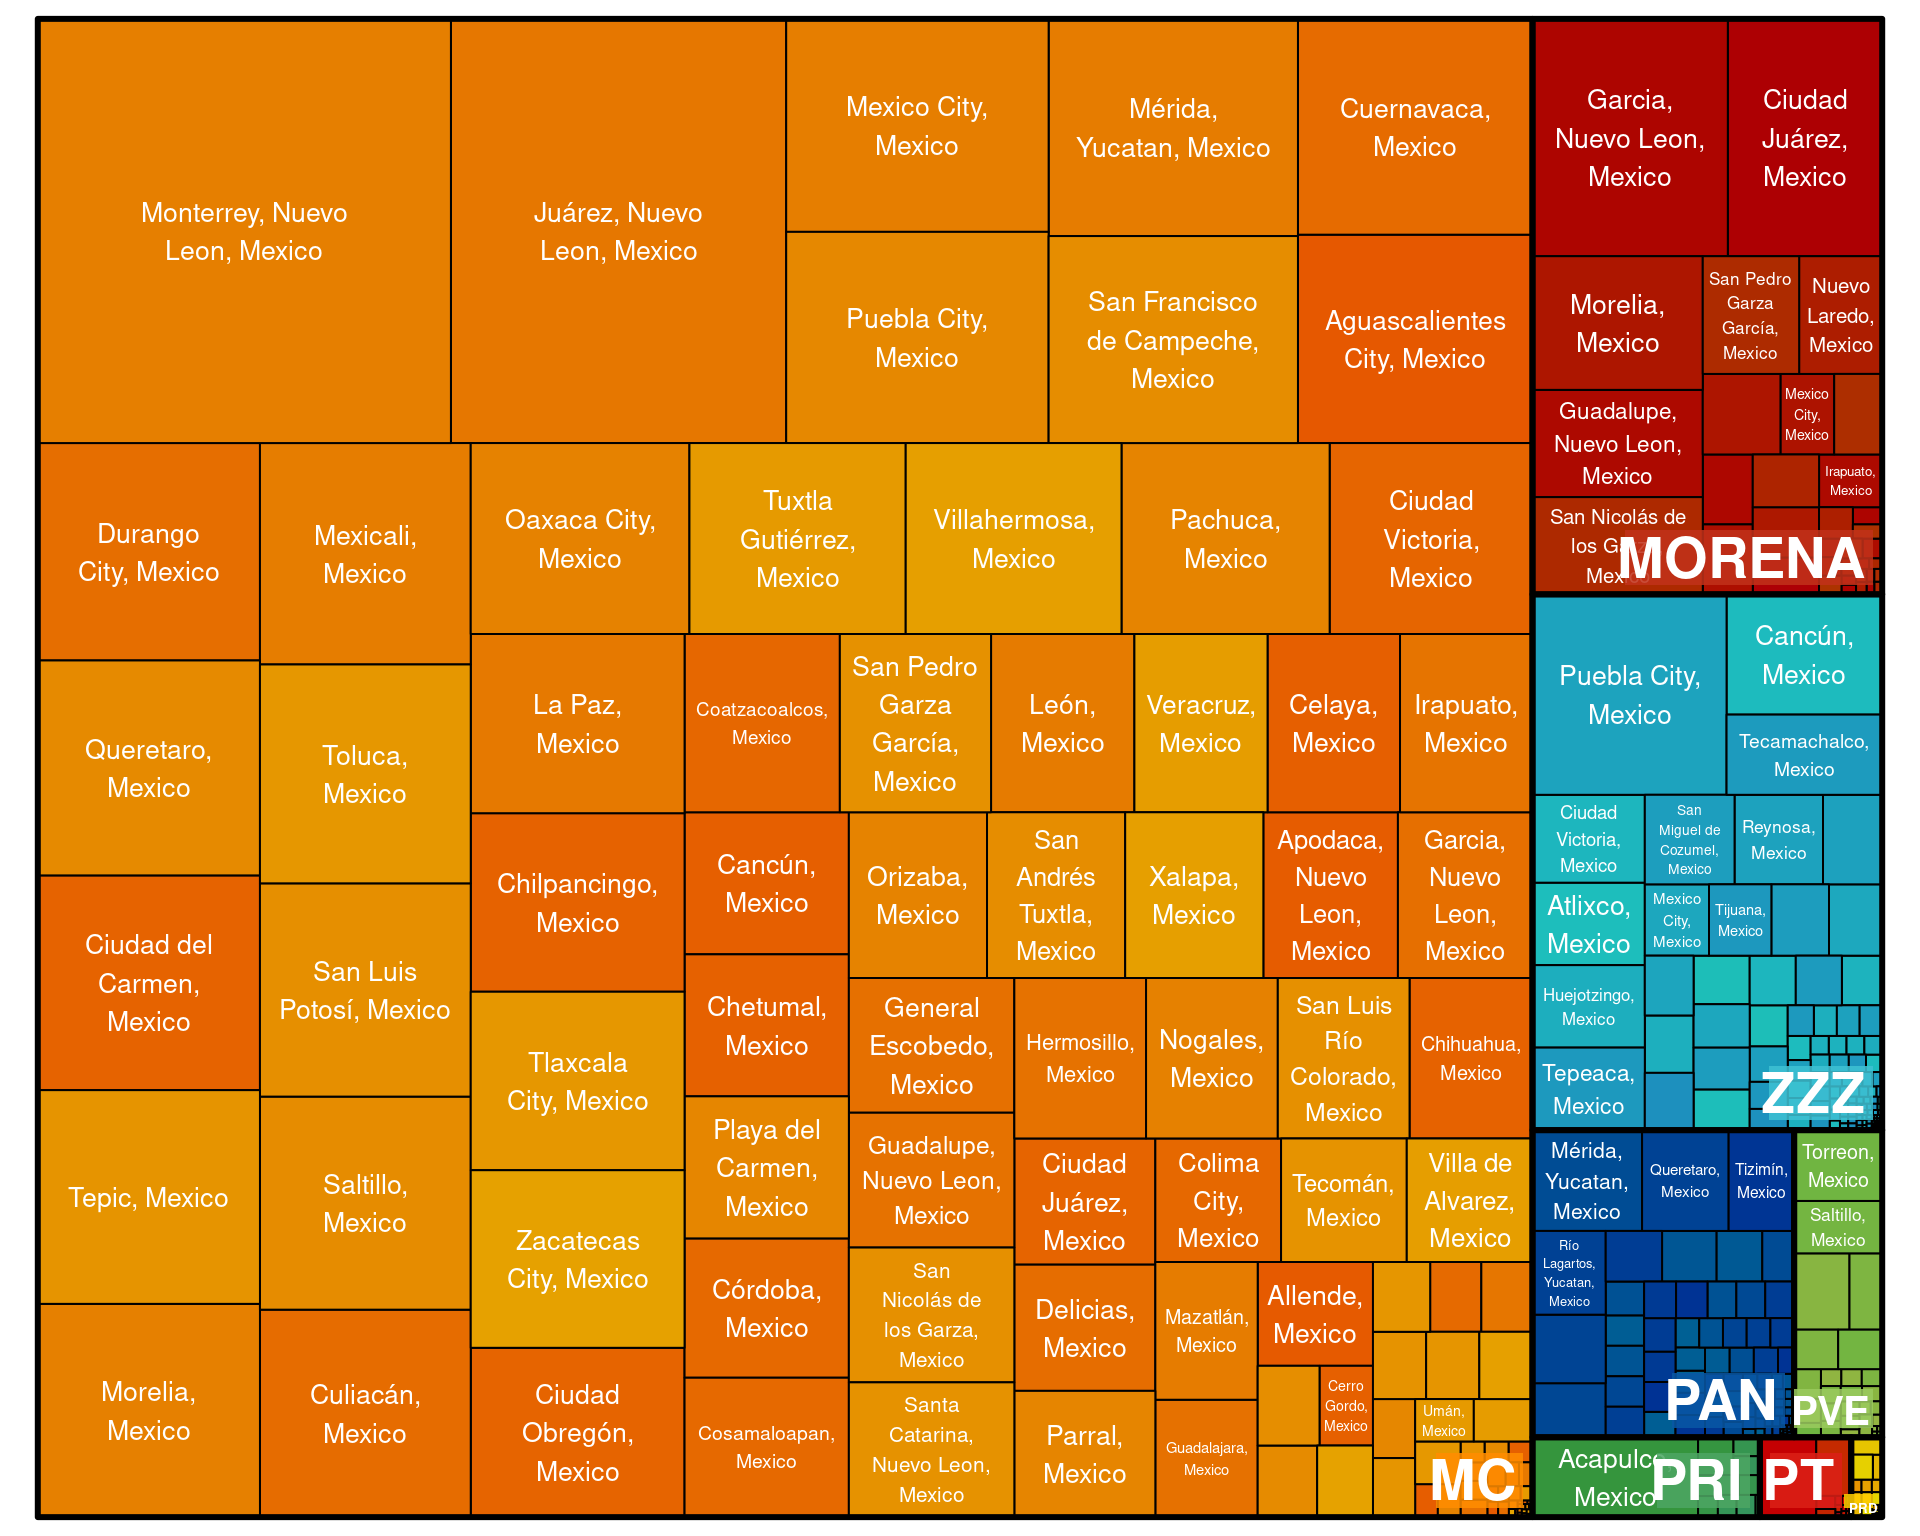 Monterrey, Nuevo
Leon, Mexico
Juárez, Nuevo
Leon, Mexico
Mexico City,
Mexico
Mérida,
Yucatan, Mexico
Cuernavaca,
Mexico
Puebla City,
Mexico
San Francisco
de Campeche,
Mexico
Aguascalientes
City, Mexico
Durango
City, Mexico
Mexicali,
Mexico
Oaxaca City,
Mexico
Tuxtla
Gutiérrez,
Mexico
Villahermosa,
Mexico
Pachuca,
Mexico
Ciudad
Victoria,
Mexico
Queretaro,
Mexico
Toluca,
Mexico
La Paz,
Mexico
Coatzacoalcos,
Mexico
San Pedro
Garza
García,
Mexico
León,
Mexico
Veracruz,
Mexico
Celaya,
Mexico
Irapuato,
Mexico
Ciudad del
Carmen,
Mexico
San Luis
Potosí, Mexico
Chilpancingo,
Mexico
Cancún,
Mexico
Orizaba,
Mexico
San
Andrés
Tuxtla,
Mexico
Xalapa,
Mexico
Apodaca,
Nuevo
Leon,
Mexico
Garcia,
Nuevo
Leon,
Mexico
Tlaxcala
City, Mexico
Chetumal,
Mexico
General
Escobedo,
Mexico
Hermosillo,
Mexico
Nogales,
Mexico
San Luis
Río
Colorado,
Mexico
Chihuahua,
Mexico
Tepic, Mexico
Saltillo,
Mexico
Zacatecas
City, Mexico
Playa del
Carmen,
Mexico
Guadalupe,
Nuevo Leon,
Mexico
Ciudad
Juárez,
Mexico
Colima
City,
Mexico
Tecomán,
Mexico
Villa de
Alvarez,
Mexico
Morelia,
Mexico
Culiacán,
Mexico
Ciudad
Obregón,
Mexico
Córdoba,
Mexico
San
Nicolás de
los Garza,
Mexico
Delicias,
Mexico
Mazatlán,
Mexico
Allende,
Mexico
Cosamaloapan,
Mexico
Santa
Catarina,
Nuevo Leon,
Mexico
Parral,
Mexico
Guadalajara,
Mexico
Cerro
Gordo,
Mexico
Umán,
Mexico
MC
Garcia,
Nuevo Leon,
Mexico
Ciudad
Juárez,
Mexico
Morelia,
Mexico
San Pedro
Garza
García,
Mexico
Nuevo
Laredo,
Mexico
Guadalupe,
Nuevo Leon,
Mexico
Mexico
City,
Mexico
Irapuato,
Mexico
San Nicolás de
los Garza,
Mexico
MORENA
Puebla City,
Mexico
Cancún,
Mexico
Tecamachalco,
Mexico
Ciudad
Victoria,
Mexico
San
Miguel de
Cozumel,
Mexico
Reynosa,
Mexico
Atlixco,
Mexico
Mexico
City,
Mexico
Tijuana,
Mexico
Huejotzingo,
Mexico
Tepeaca,
Mexico
ZZZ
Mérida,
Yucatan,
Mexico
Queretaro,
Mexico
Tizimín,
Mexico
Río
Lagartos,
Yucatan,
Mexico
PAN
Torreon,
Mexico
Saltillo,
Mexico
PVE
Acapulco,
Mexico
PRI
PT
PRD